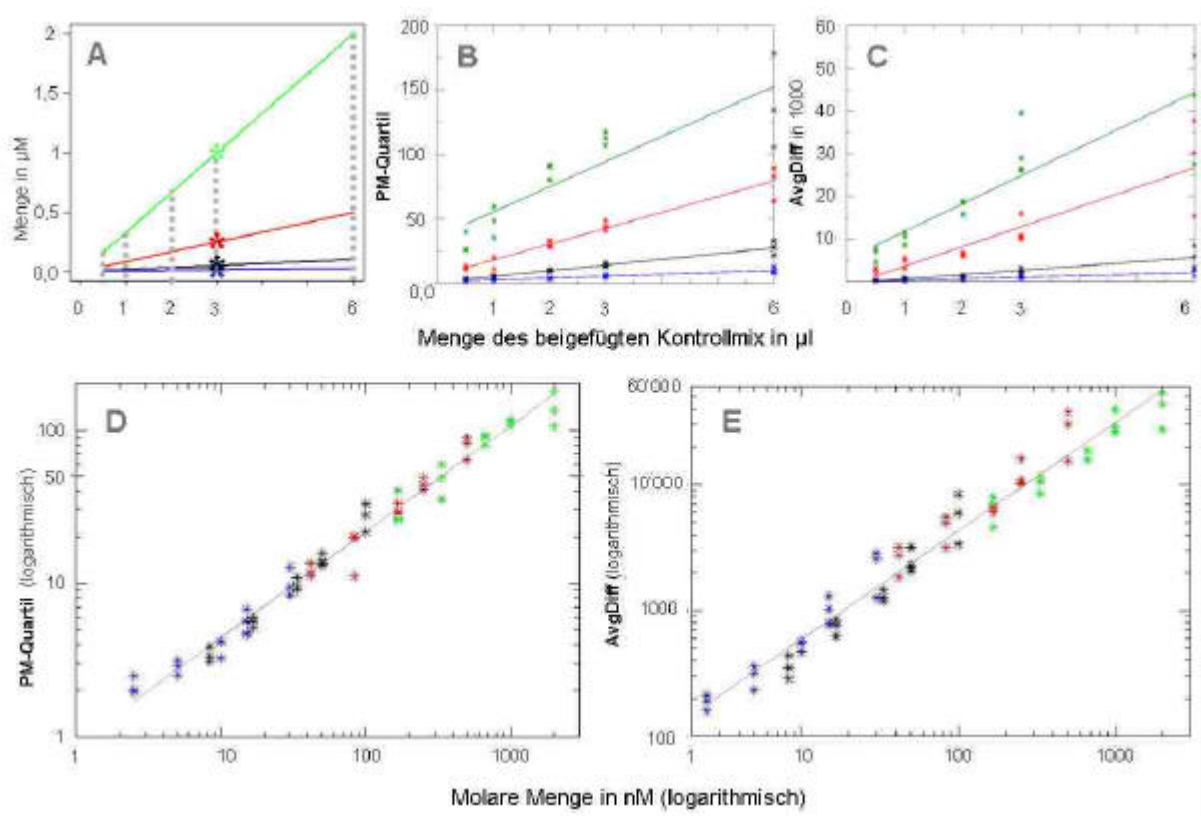 A
Menge in µM
2
1,5
1
0,5
0,0
0 1 2 3 6
B
PM-Quartil
200
150
100
50
0,0
0 1 2 3 6
C
AvgDiff in 1000
60
50
40
30
20
10
0 1 2 3 6
Menge des beigefügten Kontrollmix in µl
D
PM-Quartil (logarithmisch)
100
50
10
1
1 10 100 1000
E
AvgDiff (logarithmisch)
60'000
10'000
1000
100
1 10 100 1000
Molare Menge in nM (logarithmisch)